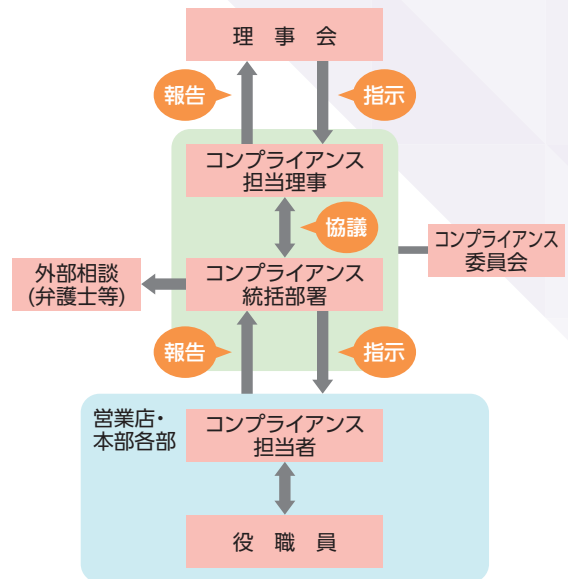 理　事　会
報告
指示
コンプライアンス
担当理事
協議
コンプライアンス
委員会
外部相談
(弁護士等)
コンプライアンス
統括部署
報告
指示
営業店・
本部各部
コンプライアンス
担当者
役　職　員